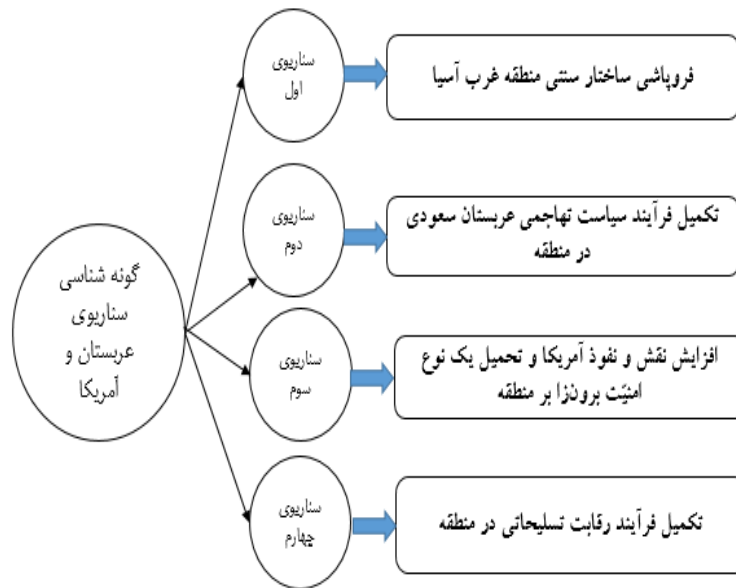 گونه شناسی
سناریوی
عربستان و
آمریکا
سناریوی
اول
فروپاشی ساختار سنتی منطقه غرب آسیا
سناریوی
دوم
تکمیل فرآیند سیاست تهاجمی عربستان سعودی
در منطقه
سناریوی
سوم
افزایش نقش و نفوذ آمریکا و تحمیل یک نوع
امنیّت برون‌زا بر منطقه
سناریوی
چهارم
تکمیل فرآیند رقابت تسلیحاتی در منطقه